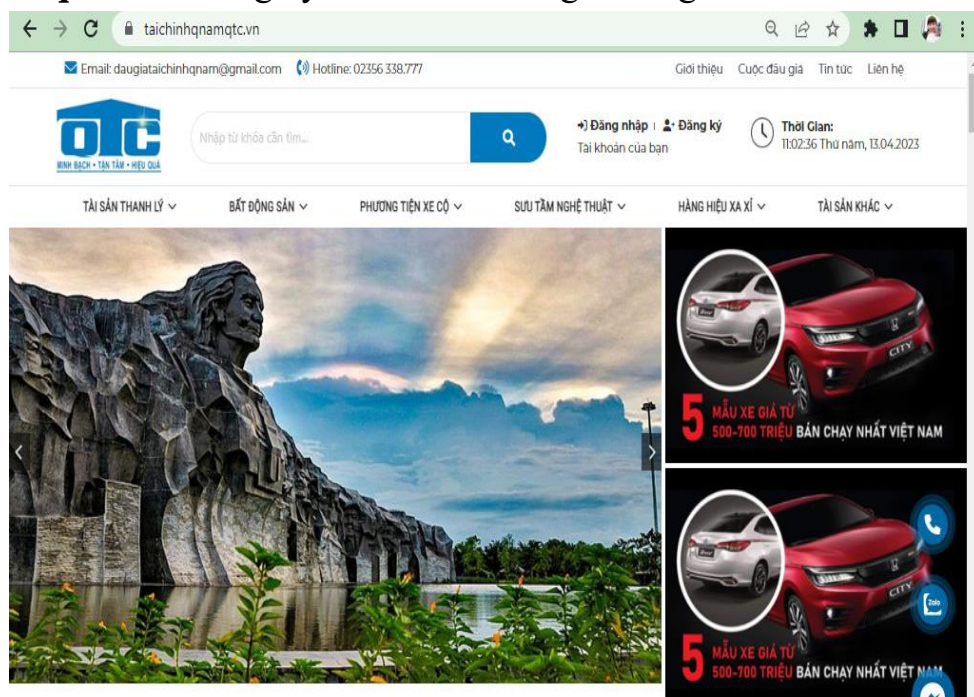 taichinhqnamqtc.vn
Email: daugiataichinhqnam@gmail.com Hotline: 02356 338.777 Giới thiệu Cuộc đấu giá Tin tức Liên hệ
QTC
MINH BẠCH • TẬN TÂM • HIỆU QUẢ
Nhập từ khóa cần tìm...
Đăng nhập Đăng ký
Tài khoản của bạn
Thời Gian:
11:02:36 Thứ năm, 13.04.2023
TÀI SẢN THANH LÝ BẤT ĐỘNG SẢN PHƯƠNG TIỆN XE CỘ SƯU TẦM NGHỆ THUẬT HÀNG HIỆU XA XỈ TÀI SẢN KHÁC
CITY
5 MẪU XE GIÁ TỪ
500-700 TRIỆU BÁN CHẠY NHẤT VIỆT NAM
CITY
Zalo
5 MẪU XE GIÁ TỪ
500-700 TRIỆU BÁN CHẠY NHẤT VIỆT NAM